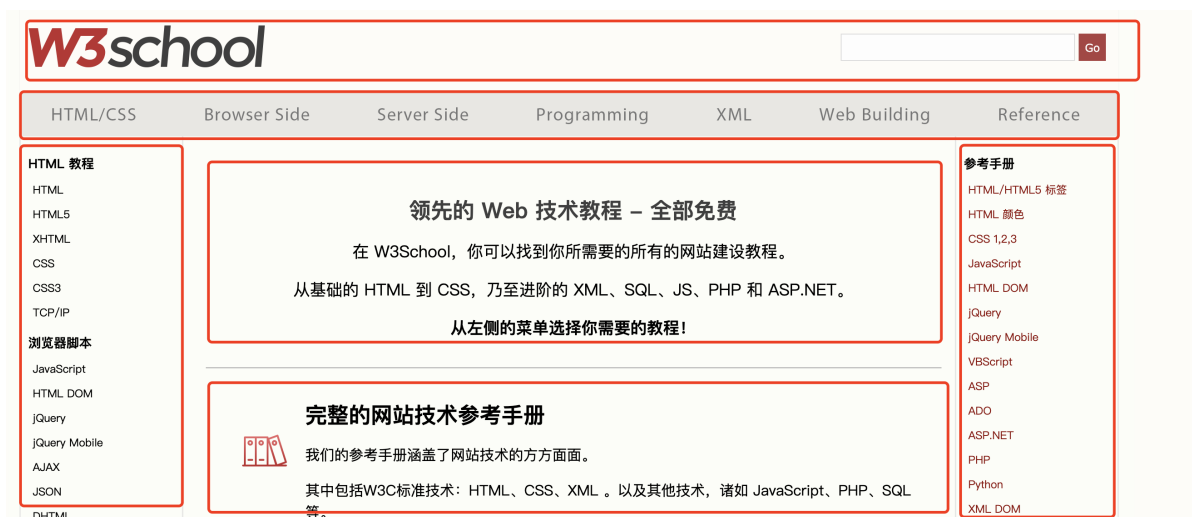 W3school
Go
HTML/CSS Browser Side Server Side Programming XML Web Building Reference
HTML 教程
HTML
HTML5
XHTML
CSS
CSS3
TCP/IP
浏览器脚本
JavaScript
HTML DOM
jQuery
jQuery Mobile
AJAX
JSON
DHTML
领先的 Web 技术教程 – 全部免费
在 W3School，你可以找到你所需要的所有的网站建设教程。
从基础的 HTML 到 CSS，乃至进阶的 XML、SQL、JS、PHP 和 ASP.NET。
从左侧的菜单选择你需要的教程！
完整的网站技术参考手册
我们的参考手册涵盖了网站技术的方方面面。
其中包括W3C标准技术：HTML、CSS、XML 。以及其他技术，诸如 JavaScript、PHP、SQL
等。
参考手册
HTML/HTML5 标签
HTML 颜色
CSS 1,2,3
JavaScript
HTML DOM
jQuery
jQuery Mobile
VBScript
ASP
ADO
ASP.NET
PHP
Python
XML DOM